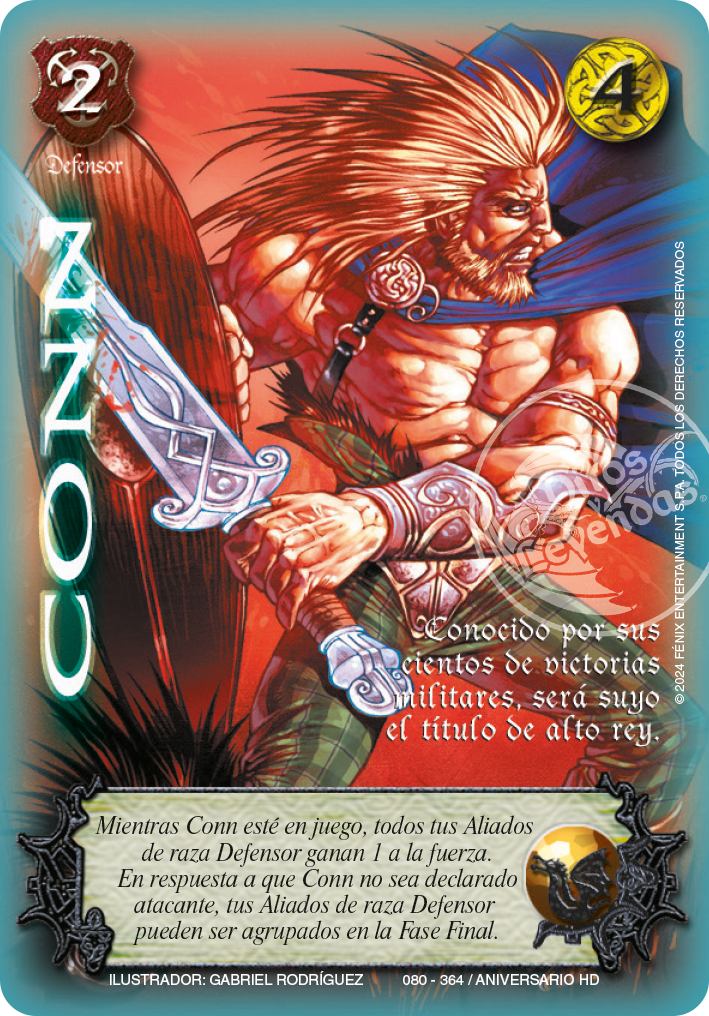 2
4
Defensor
CONN
Conocido por sus
cientos de victorias
militares, será suyo
el título de alto rey.
Mientras Conn esté en juego, todos tus Aliados
de raza Defensor ganan 1 a la fuerza.
En respuesta a que Conn no sea declarado
atacante, tus Aliados de raza Defensor
pueden ser agrupados en la Fase Final.
ILUSTRADOR: GABRIEL RODRÍGUEZ 080 - 364 / ANIVERSARIO HD
©2024 FÉNIX ENTERTAINMENT S.PA. TODOS LOS DERECHOS RESERVADOS
Mitos
y
Leyendas®